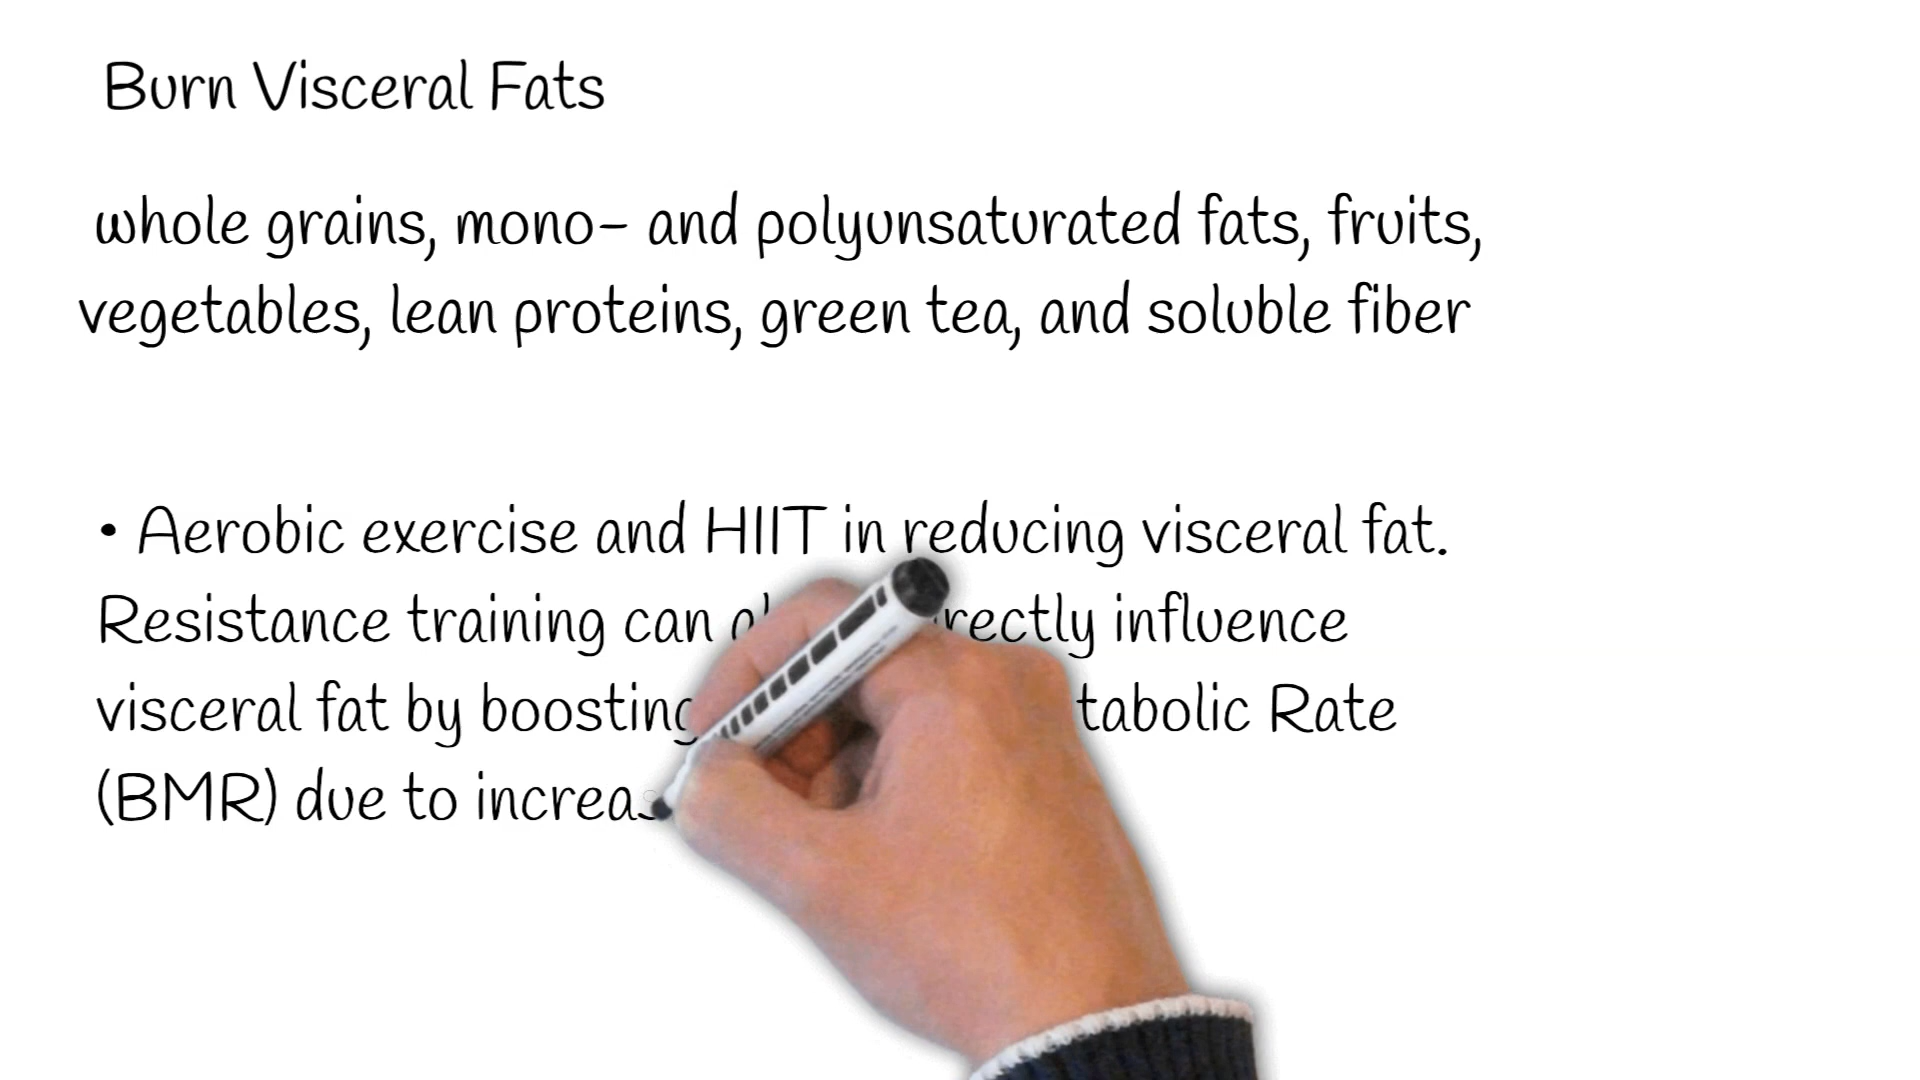 Burn Visceral Fats
whole grains, mono- and polyunsaturated fats, fruits,
vegetables, lean proteins, green tea, and soluble fiber
• Aerobic exercise and HIIT in reducing visceral fat.
Resistance training can influence
visceral fat by boosting Rate
(BMR) due to